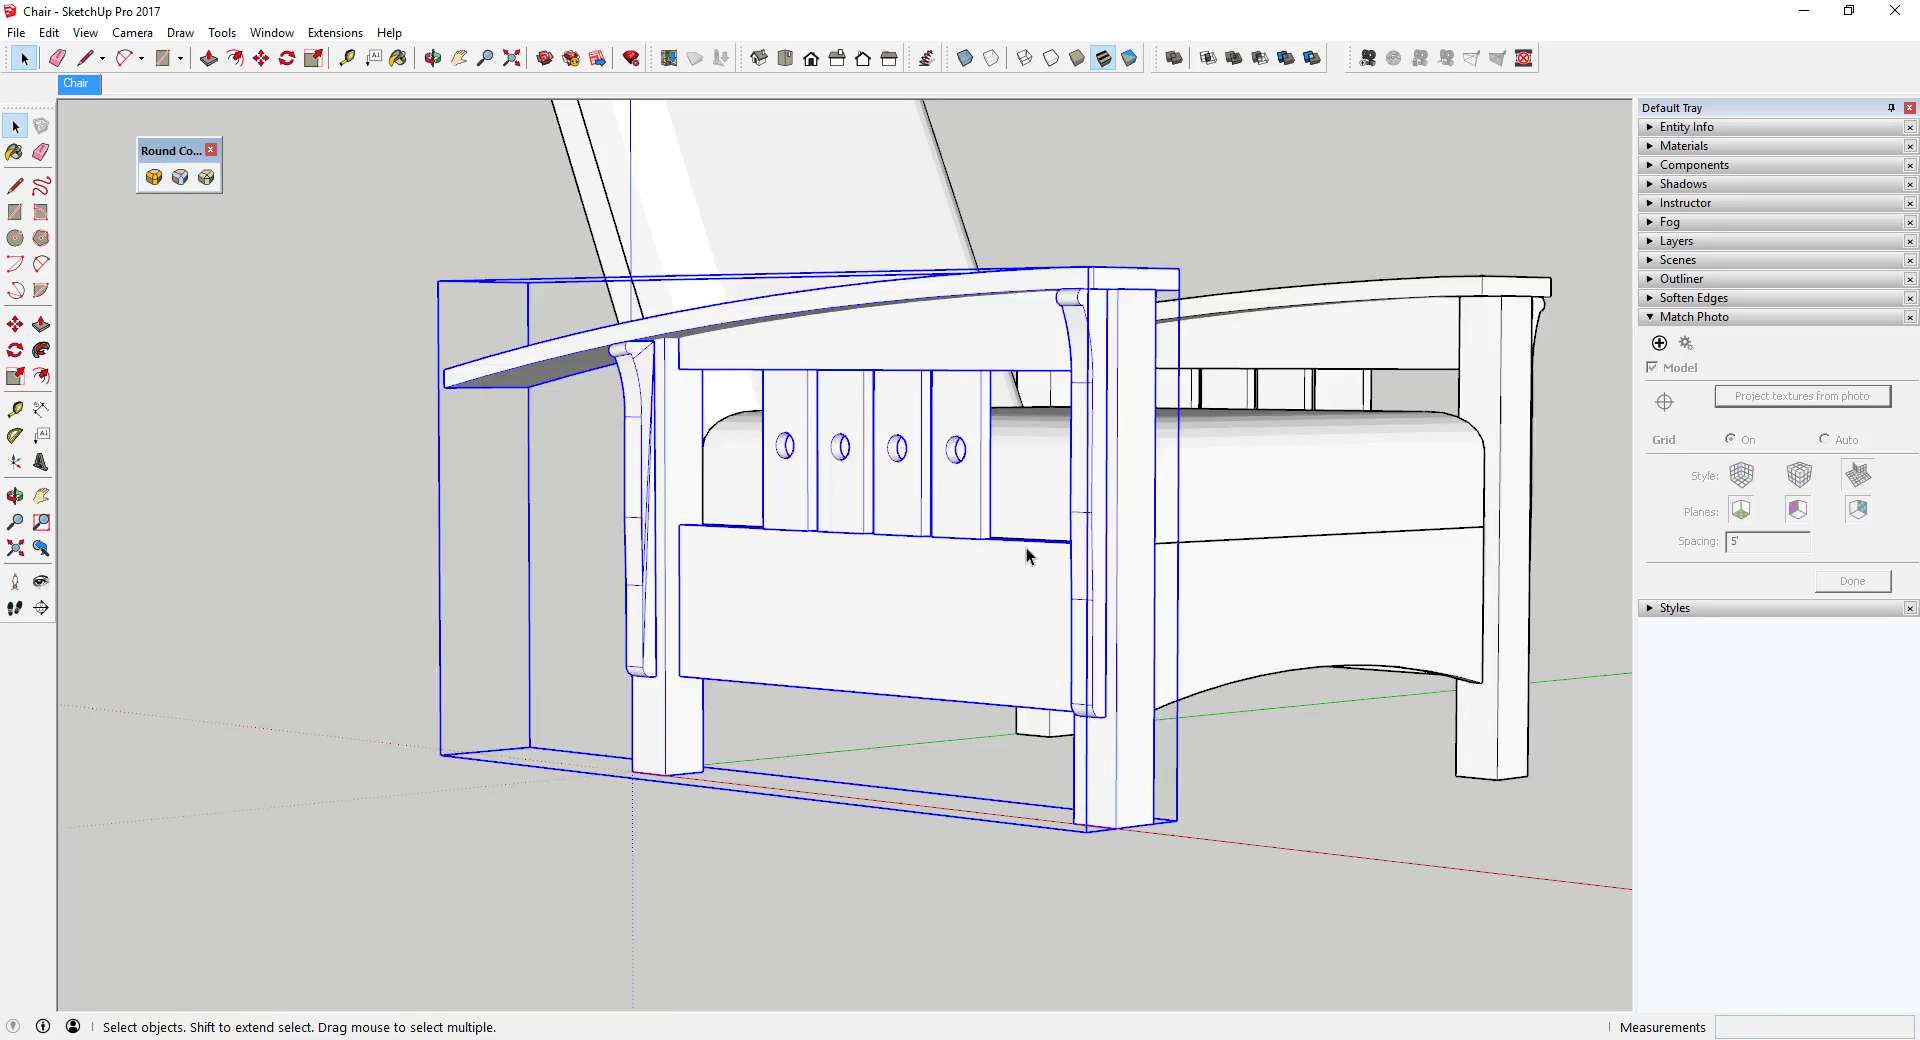 Chair - SketchUp Pro 2017
File Edit View Camera Draw Tools Window Extensions Help
Chair
Round Co...
Default Tray
Entity Info
Materials
Components
Shadows
Instructor
Fog
Layers
Scenes
Outliner
Soften Edges
Match Photo
Model
Project textures from photo
Grid On Auto
Style:
Planes:
Spacing: 5'
Done
Styles
Select objects. Shift to extend select. Drag mouse to select multiple.
Measurements